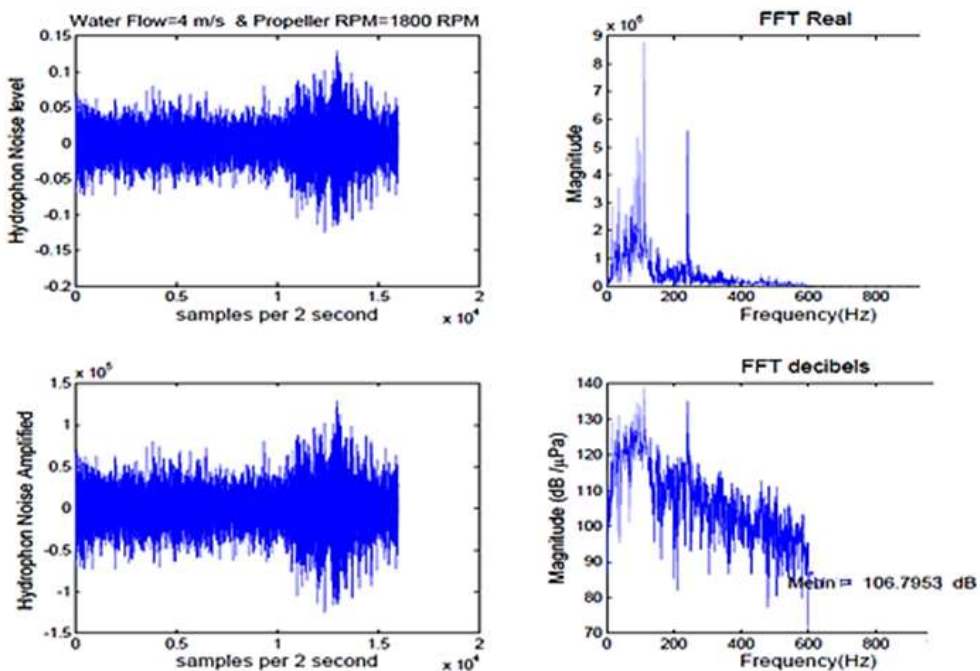 Water Flow=4 m/s & Propeller RPM=1800 RPM
0.15
0.1
0.05
0
-0.05
-0.1
-0.15
-0.2
Hydrophon Noise level
0 0.5 1 1.5 2
samples per 2 second
x 10⁴
FFT Real
x 10⁶
9
8
7
6
5
4
3
2
1
0
Magnitude
0 200 400 600 800
Frequency(Hz)
x 10⁵
1.5
1
0.5
0
-0.5
-1
-1.5
Hydrophon Noise Amplified
0 0.5 1 1.5 2
samples per 2 second
x 10⁴
FFT decibels
140
130
120
110
100
90
80
70
Magnitude (dB /µPa)
= 106.7953 dB
0 200 400 600 800
Frequency(Hz)